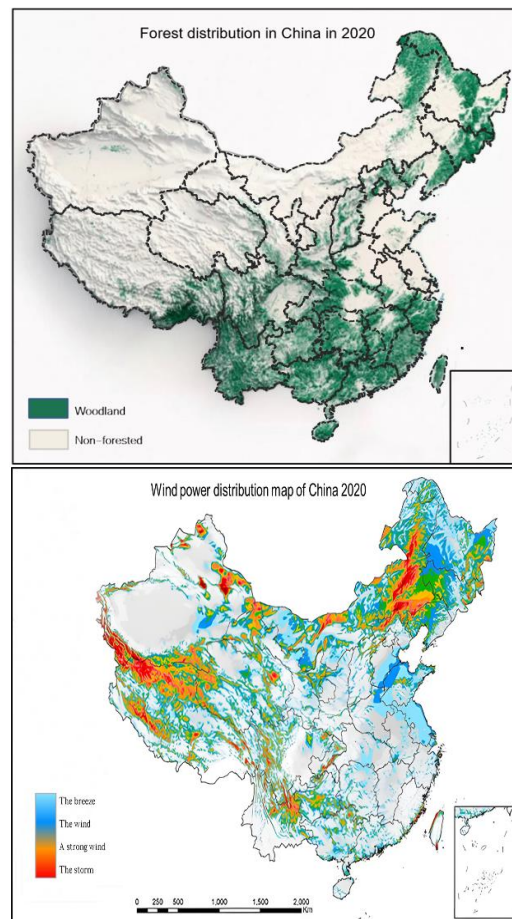 Forest distribution in China in 2020
Woodland
Non-forested
Wind power distribution map of China 2020
The breeze
The wind
A strong wind
The storm
0 250 500 1,000 1,500 2,000